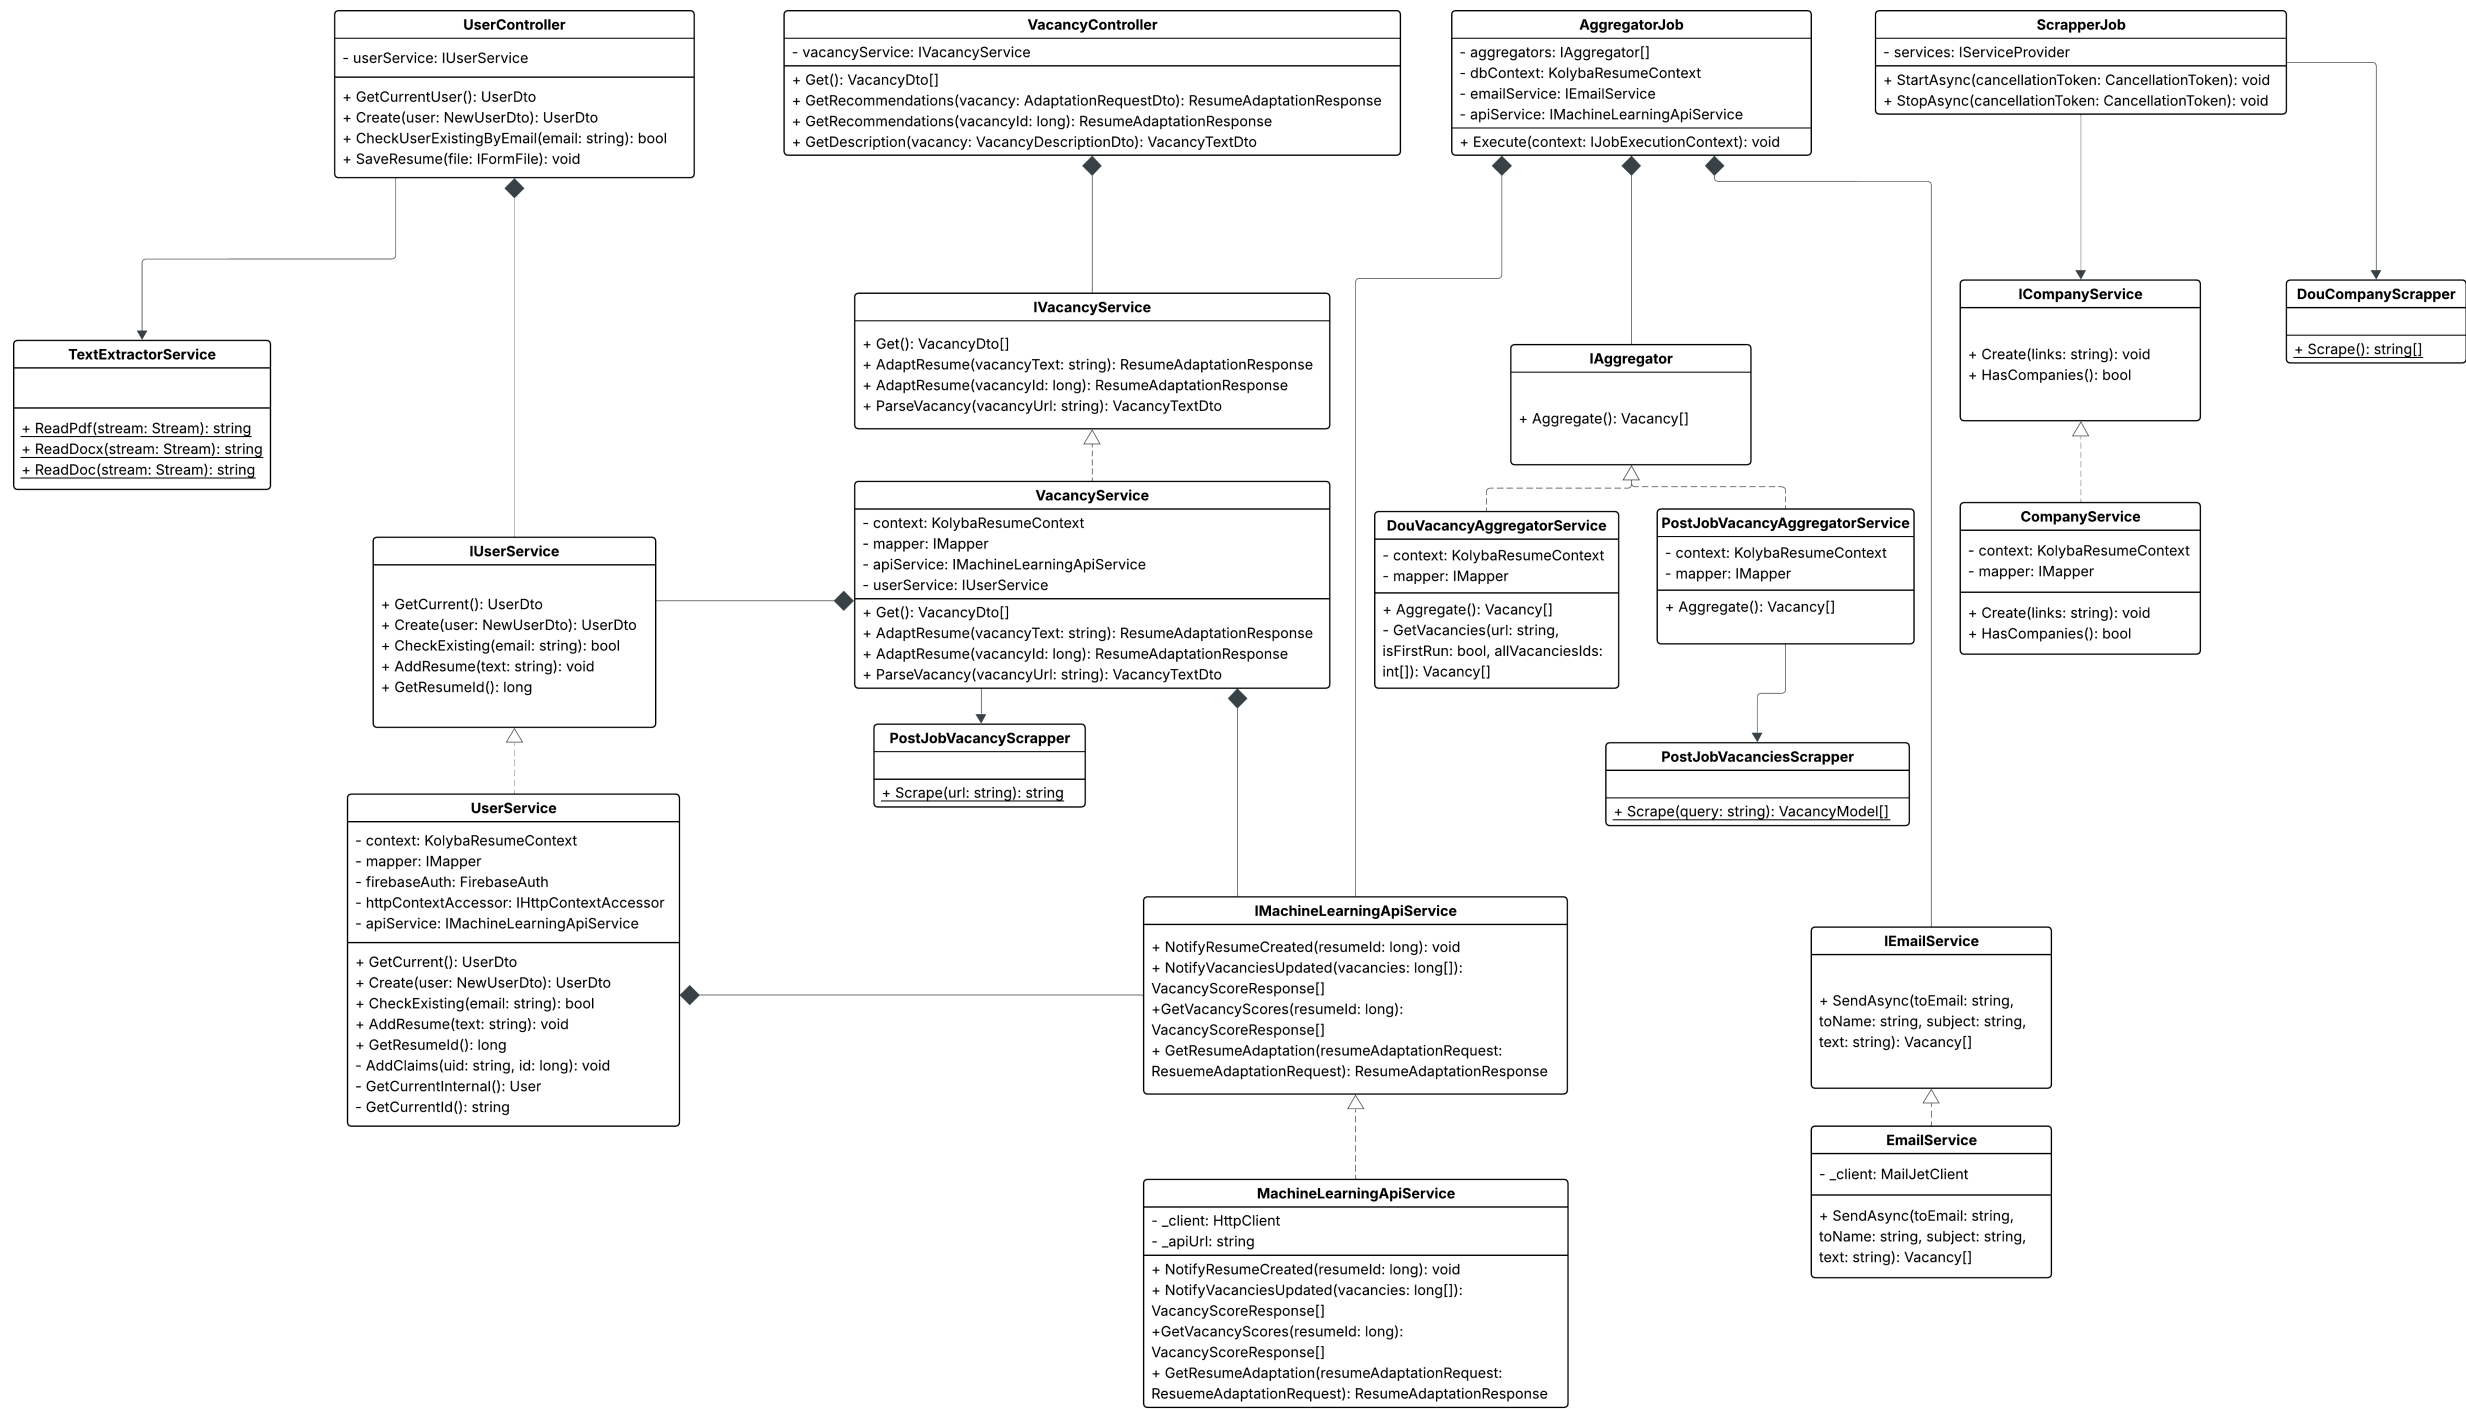 UserController
- userService: IUserService
+ GetCurrentUser(): UserDto
+ Create(user: NewUserDto): UserDto
+ CheckUserExistingByEmail(email: string): bool
+ SaveResume(file: IFormFile): void
VacancyController
- vacancyService: IVacancyService
+ Get(): VacancyDto[]
+ GetRecommendations(vacancy: AdaptationRequestDto): ResumeAdaptationResponse
+ GetRecommendations(vacancyId: long): ResumeAdaptationResponse
+ GetDescription(vacancy: VacancyDescriptionDto): VacancyTextDto
AggregatorJob
- aggregators: IAggregator[]
- dbContext: KolybaResumeContext
- emailService: IEmailService
- apiService: IMachineLearningApiService
+ Execute(context: IJobExecutionContext): void
ScrapperJob
- services: IServiceProvider
+ StartAsync(cancellationToken: CancellationToken): void
+ StopAsync(cancellationToken: CancellationToken): void
TextExtractorService
+ ReadPdf(stream: Stream): string
+ ReadDocx(stream: Stream): string
+ ReadDoc(stream: Stream): string
IVacancyService
+ Get(): VacancyDto[]
+ AdaptResume(vacancyText: string): ResumeAdaptationResponse
+ AdaptResume(vacancyId: long): ResumeAdaptationResponse
+ ParseVacancy(vacancyUrl: string): VacancyTextDto
IAggregator
+ Aggregate(): Vacancy[]
ICompanyService
+ Create(links: string): void
+ HasCompanies(): bool
DouCompanyScrapper
+ Scrape(): string[]
IUserService
+ GetCurrent(): UserDto
+ Create(user: NewUserDto): UserDto
+ CheckExisting(email: string): bool
+ AddResume(text: string): void
+ GetResumeId(): long
VacancyService
- context: KolybaResumeContext
- mapper: IMapper
- apiService: IMachineLearningApiService
- userService: IUserService
+ Get(): VacancyDto[]
+ AdaptResume(vacancyText: string): ResumeAdaptationResponse
+ AdaptResume(vacancyId: long): ResumeAdaptationResponse
+ ParseVacancy(vacancyUrl: string): VacancyTextDto
DouVacancyAggregatorService
- context: KolybaResumeContext
- mapper: IMapper
+ Aggregate(): Vacancy[]
- GetVacancies(url: string,
isFirstRun: bool, allVacanciesIds:
int[]): Vacancy[]
PostJobVacancyAggregatorService
- context: KolybaResumeContext
- mapper: IMapper
+ Aggregate(): Vacancy[]
CompanyService
- context: KolybaResumeContext
- mapper: IMapper
+ Create(links: string): void
+ HasCompanies(): bool
PostJobVacancyScrapper
+ Scrape(url: string): string
PostJobVacanciesScrapper
+ Scrape(query: string): VacancyModel[]
UserService
- context: KolybaResumeContext
- mapper: IMapper
- firebaseAuth: FirebaseAuth
- httpContextAccessor: IHttpContextAccessor
- apiService: IMachineLearningApiService
+ GetCurrent(): UserDto
+ Create(user: NewUserDto): UserDto
+ CheckExisting(email: string): bool
+ AddResume(text: string): void
+ GetResumeId(): long
- AddClaims(uid: string, id: long): void
- GetCurrentInternal(): User
- GetCurrentId(): string
IMachineLearningApiService
+ NotifyResumeCreated(resumeId: long): void
+ NotifyVacanciesUpdated(vacancies: long[]):
VacancyScoreResponse[]
+GetVacancyScores(resumeId: long):
VacancyScoreResponse[]
+ GetResumeAdaptation(resumeAdaptationRequest:
ResuemeAdaptationRequest): ResumeAdaptationResponse
IEmailService
+ SendAsync(toEmail: string,
toName: string, subject: string,
text: string): Vacancy[]
EmailService
- _client: MailJetClient
+ SendAsync(toEmail: string,
toName: string, subject: string,
text: string): Vacancy[]
MachineLearningApiService
- _client: HttpClient
- _apiUrl: string
+ NotifyResumeCreated(resumeId: long): void
+ NotifyVacanciesUpdated(vacancies: long[]):
VacancyScoreResponse[]
+GetVacancyScores(resumeId: long):
VacancyScoreResponse[]
+ GetResumeAdaptation(resumeAdaptationRequest:
ResuemeAdaptationRequest): ResumeAdaptationResponse